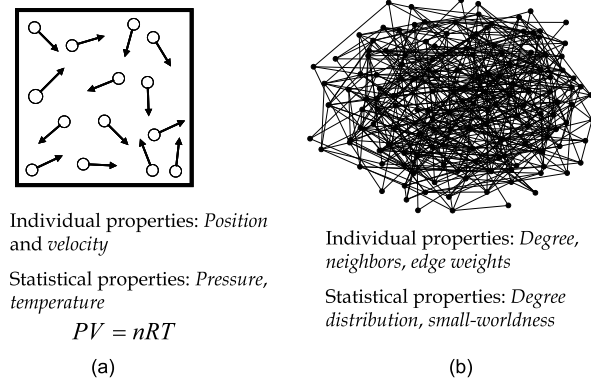 Individual properties: Position
and velocity
Statistical properties: Pressure,
temperature
PV = nRT
(a)
Individual properties: Degree,
neighbors, edge weights
Statistical properties: Degree
distribution, small-worldness
(b)